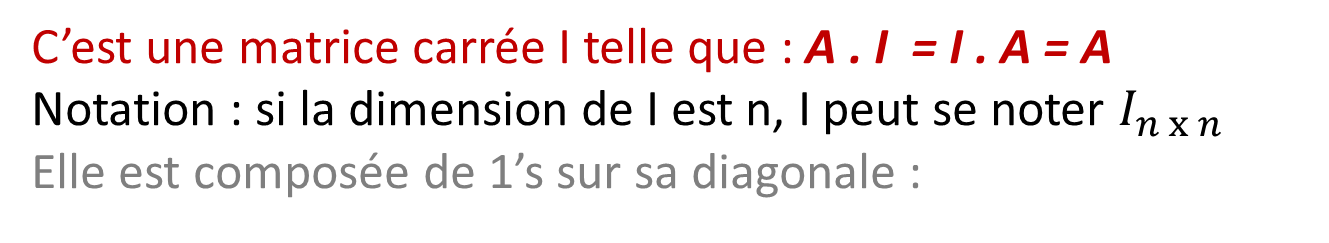 C’est une matrice carrée I telle que : A . I = I . A = A
Notation : si la dimension de I est n, I peut se noter Iₙ ₓ ₙ
Elle est composée de 1’s sur sa diagonale :